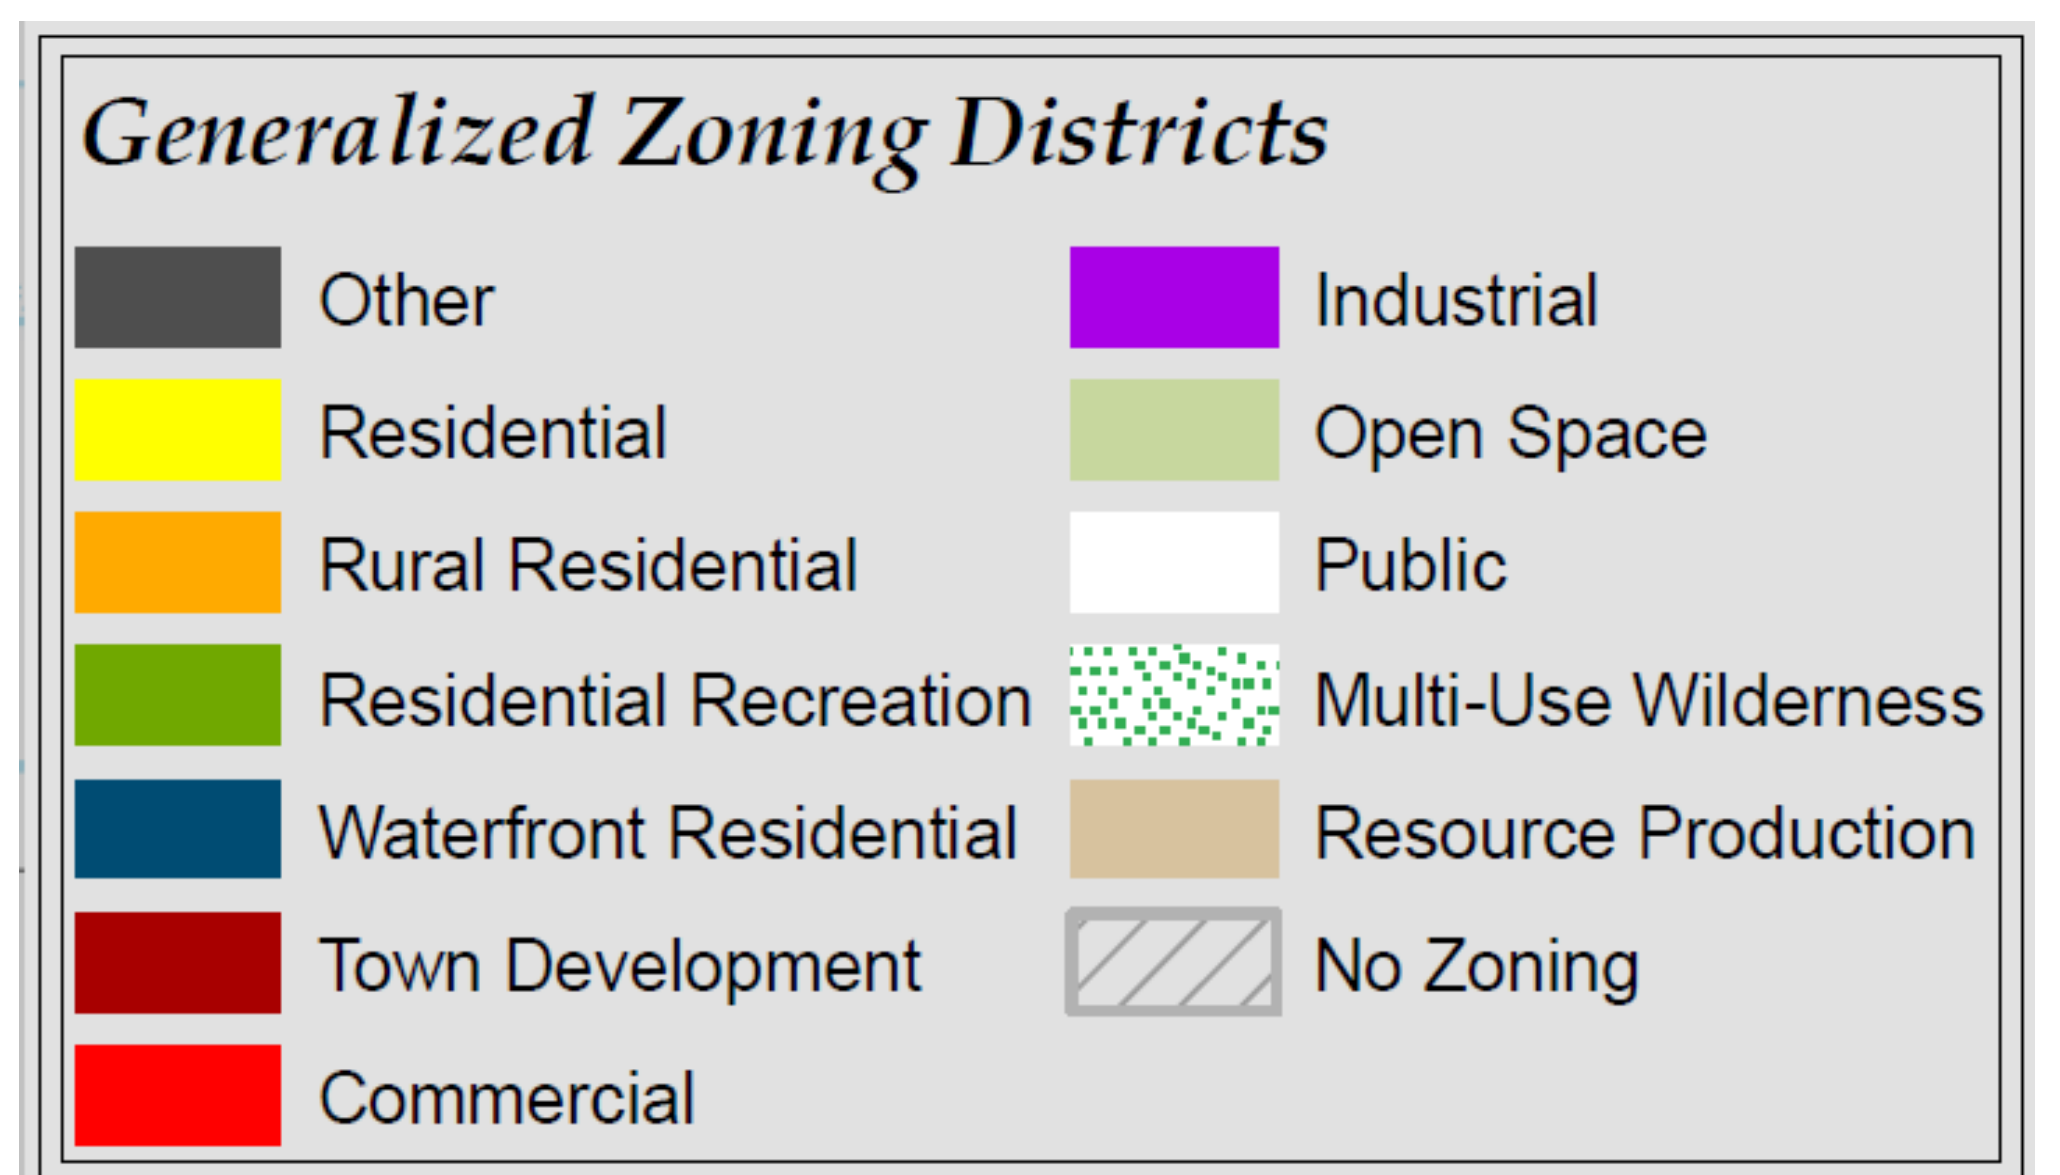 Generalized Zoning Districts
Other
Residential
Rural Residential
Residential Recreation
Waterfront Residential
Town Development
Commercial
Industrial
Open Space
Public
Multi-Use Wilderness
Resource Production
No Zoning